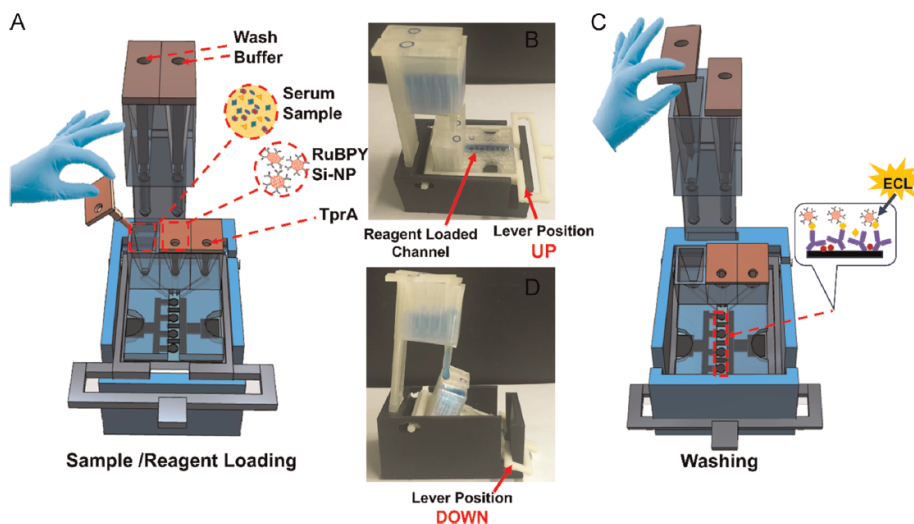 A
Wash
Buffer
Serum
Sample
RuBPY
Si-NP
TprA
Sample /Reagent Loading
B
Reagent Loaded
Channel
Lever Position
UP
D
Lever Position
DOWN
C
ECL
Washing